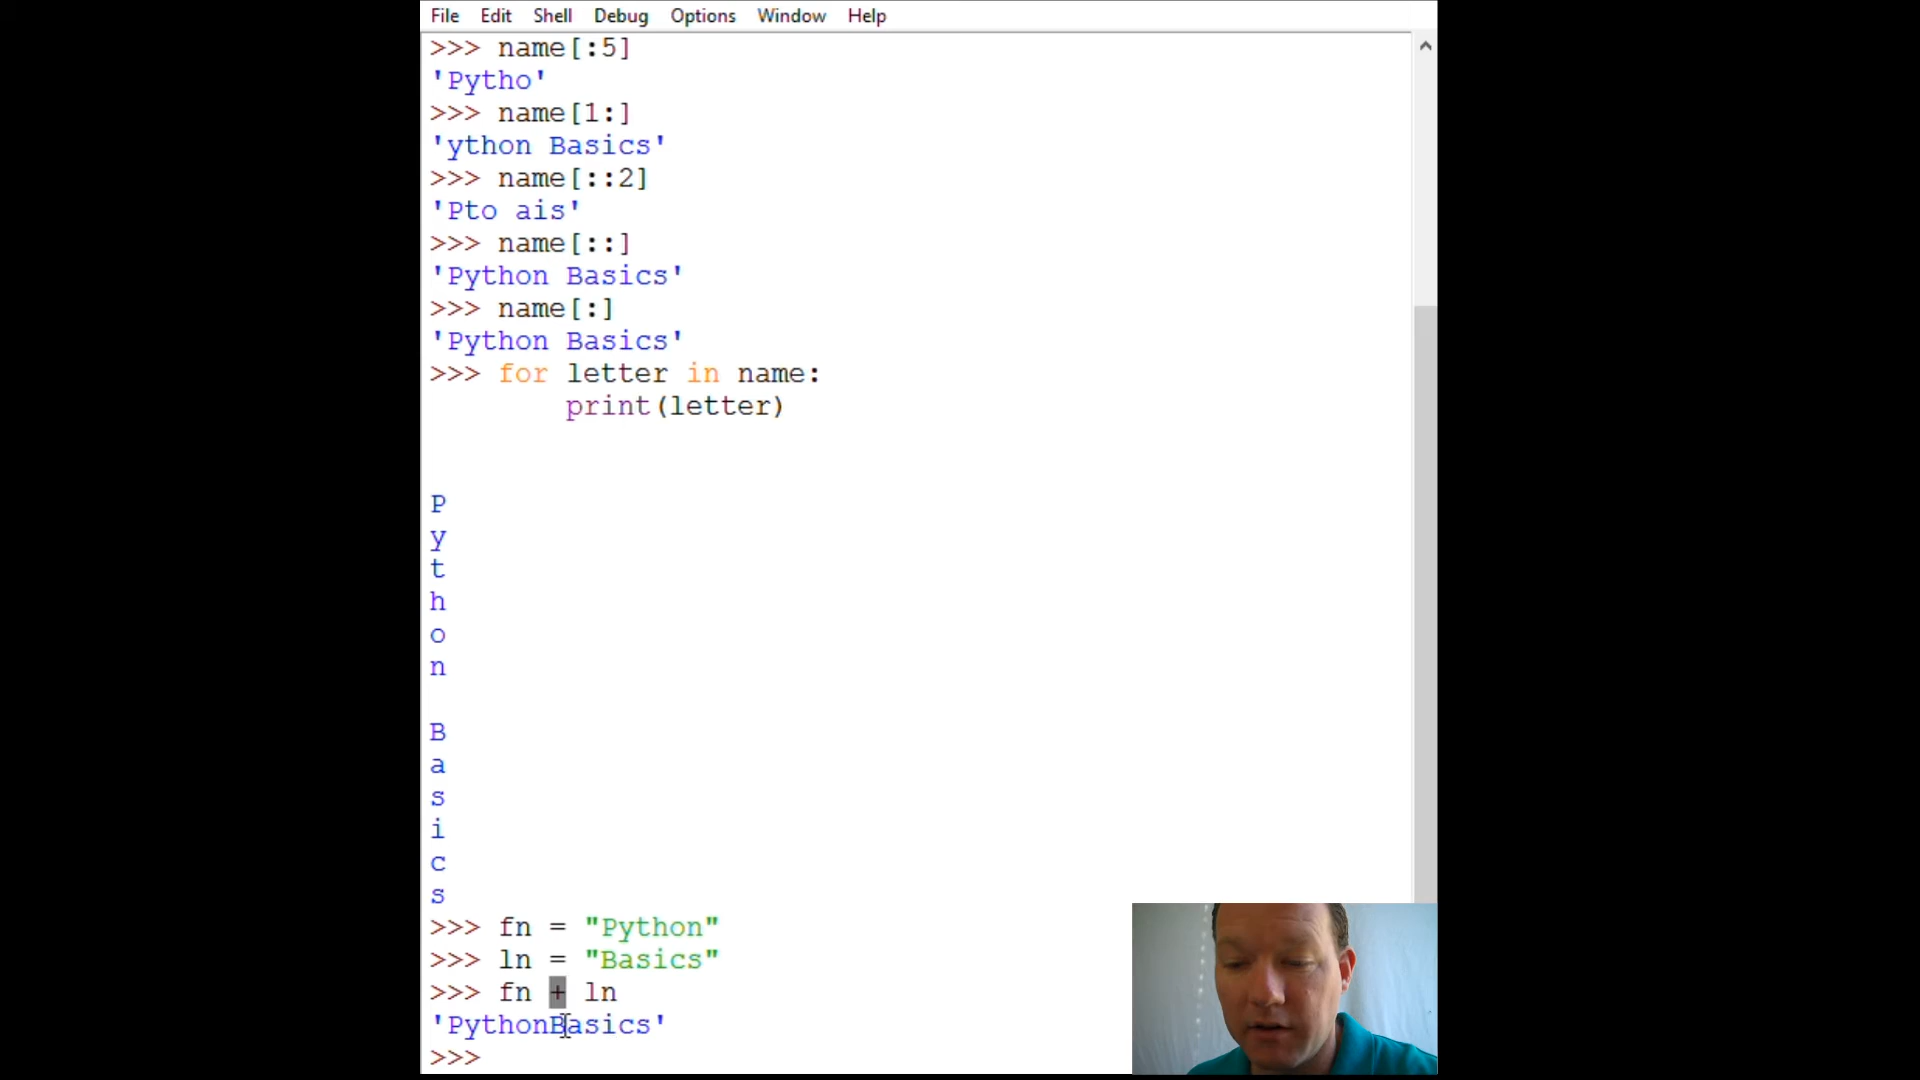 File Edit Shell Debug Options Window Help
>>> name[:5]
'Pytho'
>>> name[1:]
'ython Basics'
>>> name[::2]
'Pto ais'
>>> name[::]
'Python Basics'
>>> name[:]
'Python Basics'
>>> for letter in name:
        print(letter)
P
y
t
h
o
n
B
a
s
i
c
s
>>> fn = "Python"
>>> ln = "Basics"
>>> fn + ln
'PythonBasics'
>>>